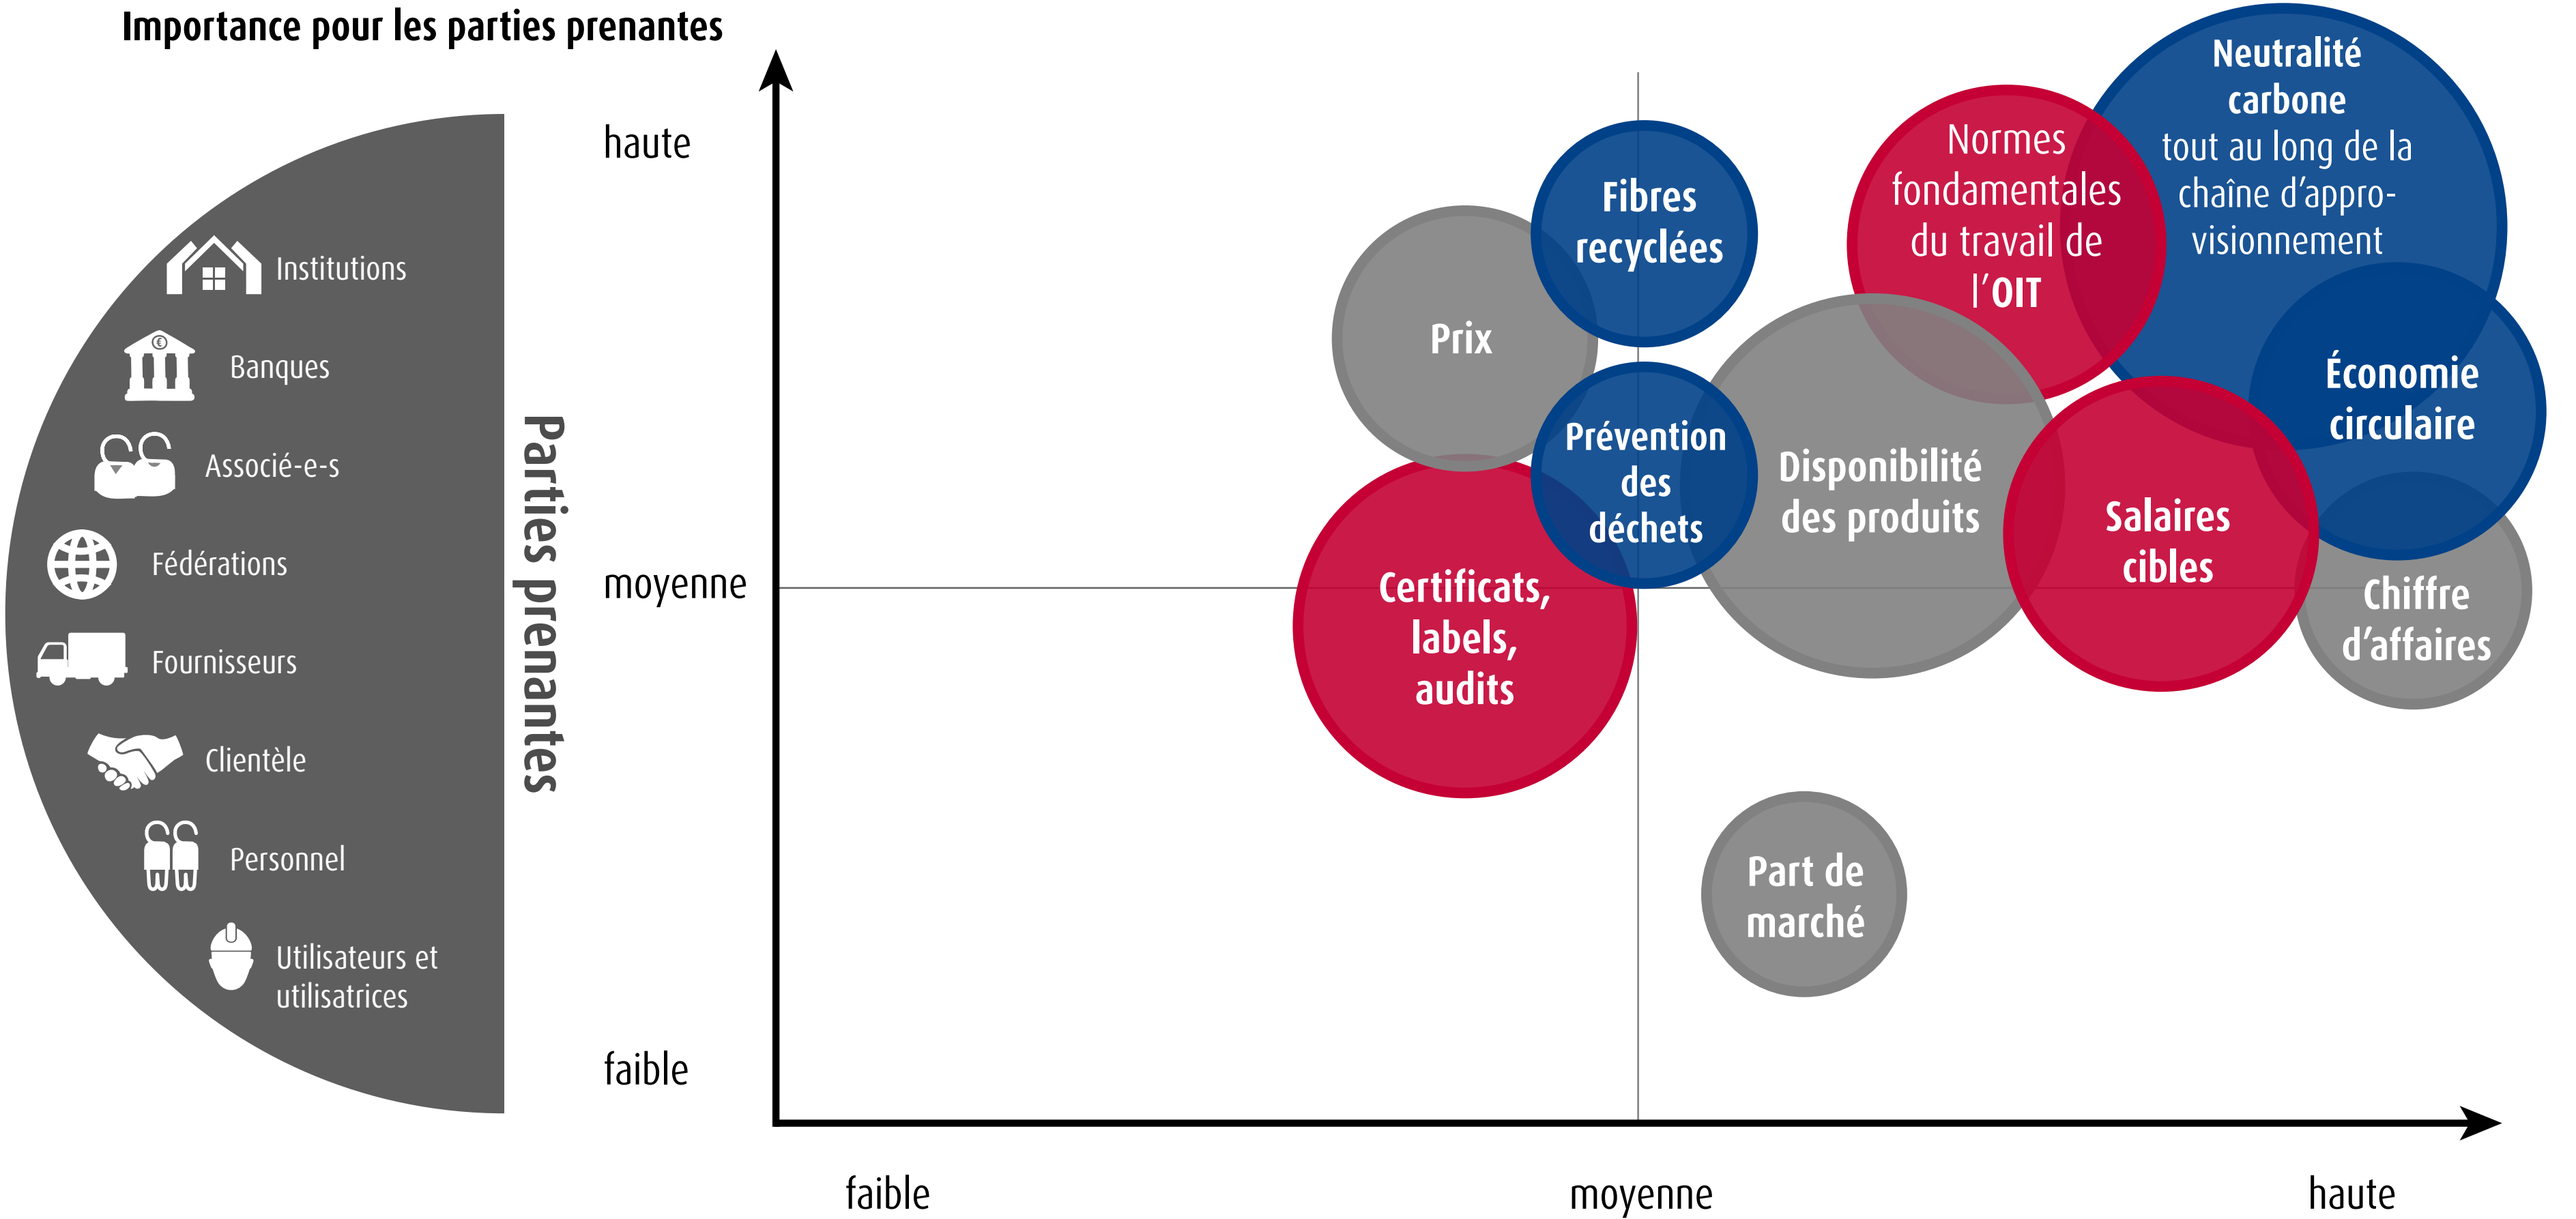 Importance pour les parties prenantes
Institutions
Banques
€
Associé-e-s
Fédérations
Fournisseurs
Clientèle
Personnel
Utilisateurs et
utilisatrices
Parties prenantes
haute
moyenne
faible
Prix
Fibres
recyclées
Prévention
des
déchets
Certificats,
labels,
audits
Disponibilité
des produits
Normes
fondamentales
du travail de
l’OIT
Neutralité
carbone
tout au long de la
chaîne d’appro-
visionnement
Économie
circulaire
Salaires
cibles
Chiffre
d’affaires
Part de
marché
faible
moyenne
haute